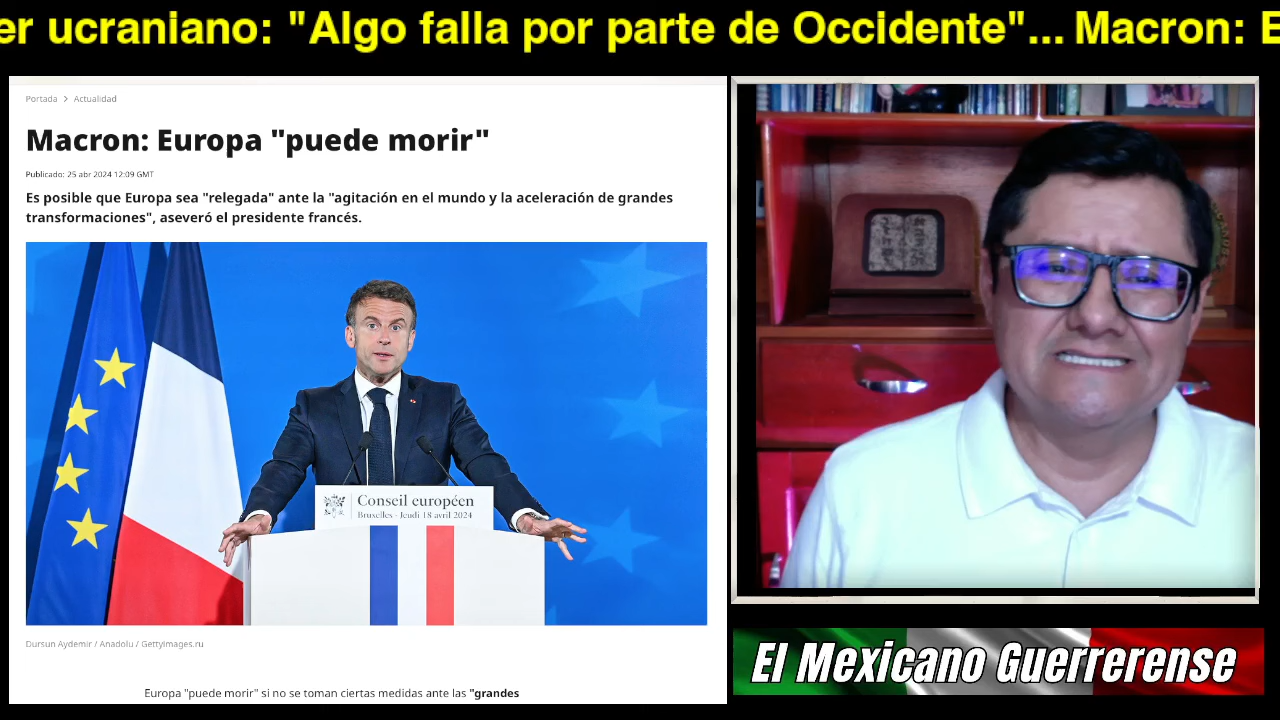 er ucraniano: "Algo falla por parte de Occidente"... Macron: E
Portada > Actualidad
Macron: Europa "puede morir"
Publicado: 25 abr 2024 12:09 GMT
Es posible que Europa sea "relegada" ante la "agitación en el mundo y la aceleración de grandes
transformaciones", aseveró el presidente francés.
Conseil européen
Bruxelles - Jeudi 18 avril 2024
Dursun Aydemir / Anadolu / Gettyimages.ru
Europa "puede morir" si no se toman ciertas medidas ante las "grandes
El Mexicano Guerrerense